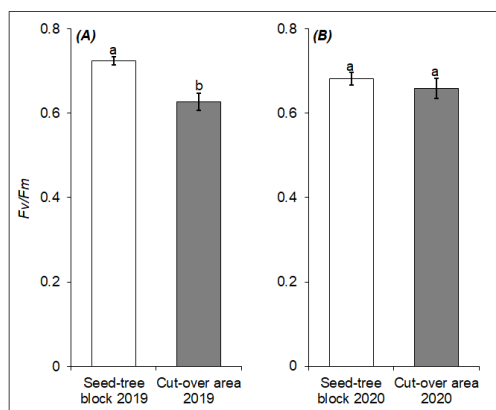 (A)
(B)
0.8
0.6
0.4
0.2
0
Fv/Fm
a
b
Seed-tree
block 2019
Cut-over area
2019
0.8
0.6
0.4
0.2
0
a
a
Seed-tree
block 2020
Cut-over area
2020